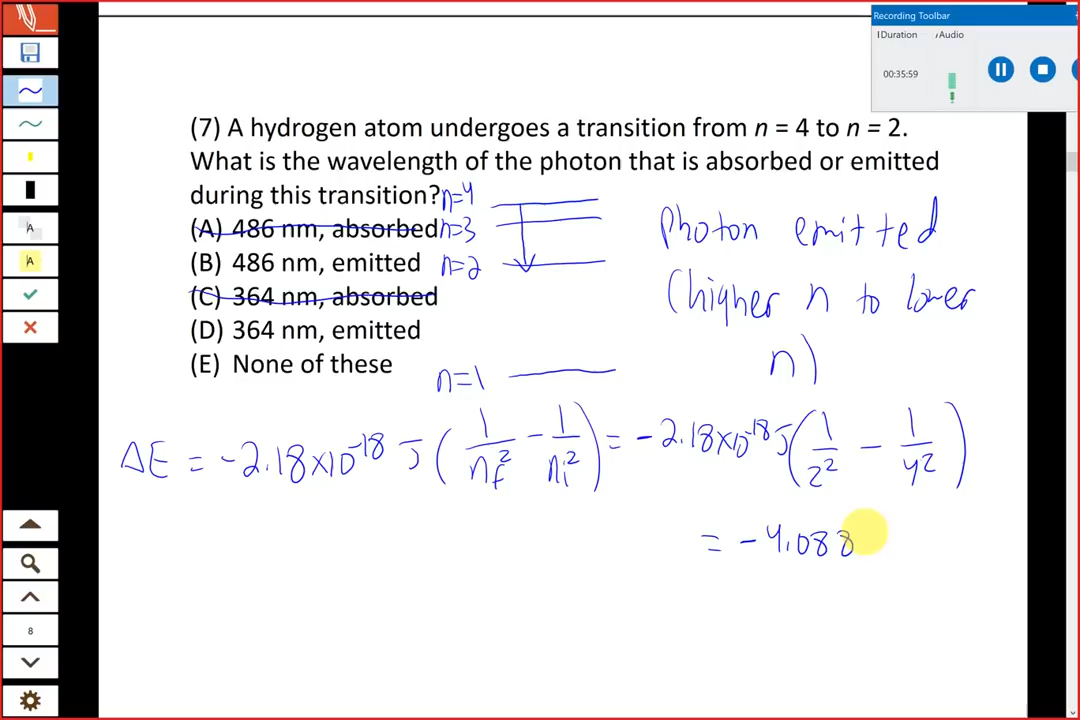 Recording Toolbar
Duration
Audio
00:35:59
(7) A hydrogen atom undergoes a transition from n = 4 to n = 2.
What is the wavelength of the photon that is absorbed or emitted
during this transition? n=4
(A) 486 nm, absorbed n=3
(B) 486 nm, emitted n=2
(C) 364 nm, absorbed
(D) 364 nm, emitted
(E) None of these
n=1
Photon emitted
(higher n to lower
n)
ΔE = -2.18×10⁻¹⁸ J (1/n_f² - 1/n_i²) = -2.18×10⁻¹⁸ J (1/2² - 1/4²)
= -4.088
A
A
8